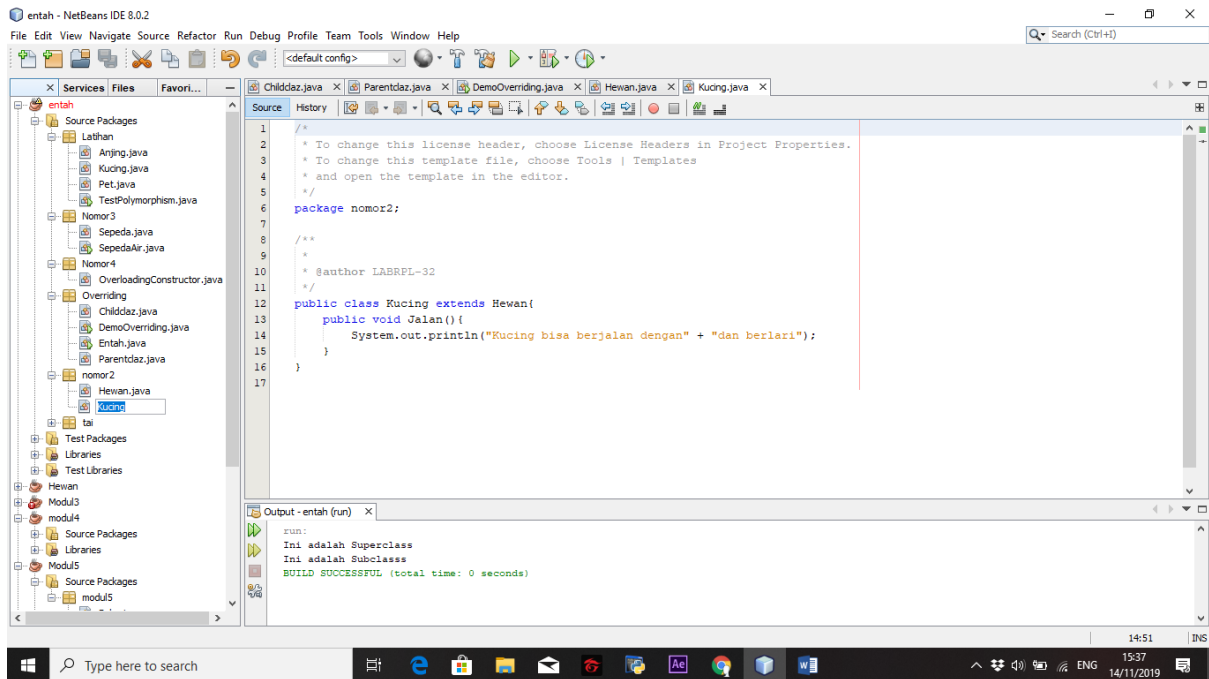 entah - NetBeans IDE 8.0.2
File Edit View Navigate Source Refactor Run Debug Profile Team Tools Window Help
Search (Ctrl+I)
<default config>
Services Files Favori...
Childclaz.java Parentclaz.java DemoOverriding.java Hewan.java Kucing.java
entah
Source Packages
Latihan
Anjing.java
Kucing.java
Pet.java
TestPolymorphism.java
Nomor3
Sepeda.java
SepedaAir.java
Nomor4
OverloadingConstructor.java
Overriding
Childclaz.java
DemoOverriding.java
Entah.java
Parentclaz.java
nomor2
Hewan.java
Kucing
tai
Test Packages
Libraries
Test Libraries
Hewan
Modul3
modul4
Source Packages
Libraries
Modul5
Source Packages
modul5
Source History
1 /*
2 * To change this license header, choose License Headers in Project Properties.
3 * To change this template file, choose Tools | Templates
4 * and open the template in the editor.
5 */
6 package nomor2;
7
8 /**
9 *
10 * @author LABRPL-32
11 */
12 public class Kucing extends Hewan{
13 public void Jalan(){
14 System.out.println("Kucing bisa berjalan dengan" + "dan berlari");
15 }
16 }
17
Output - entah (run)
run:
Ini adalah Superclass
Ini adalah Subclasss
BUILD SUCCESSFUL (total time: 0 seconds)
14:51 INS
Type here to search
Ae
ENG
15:37
14/11/2019